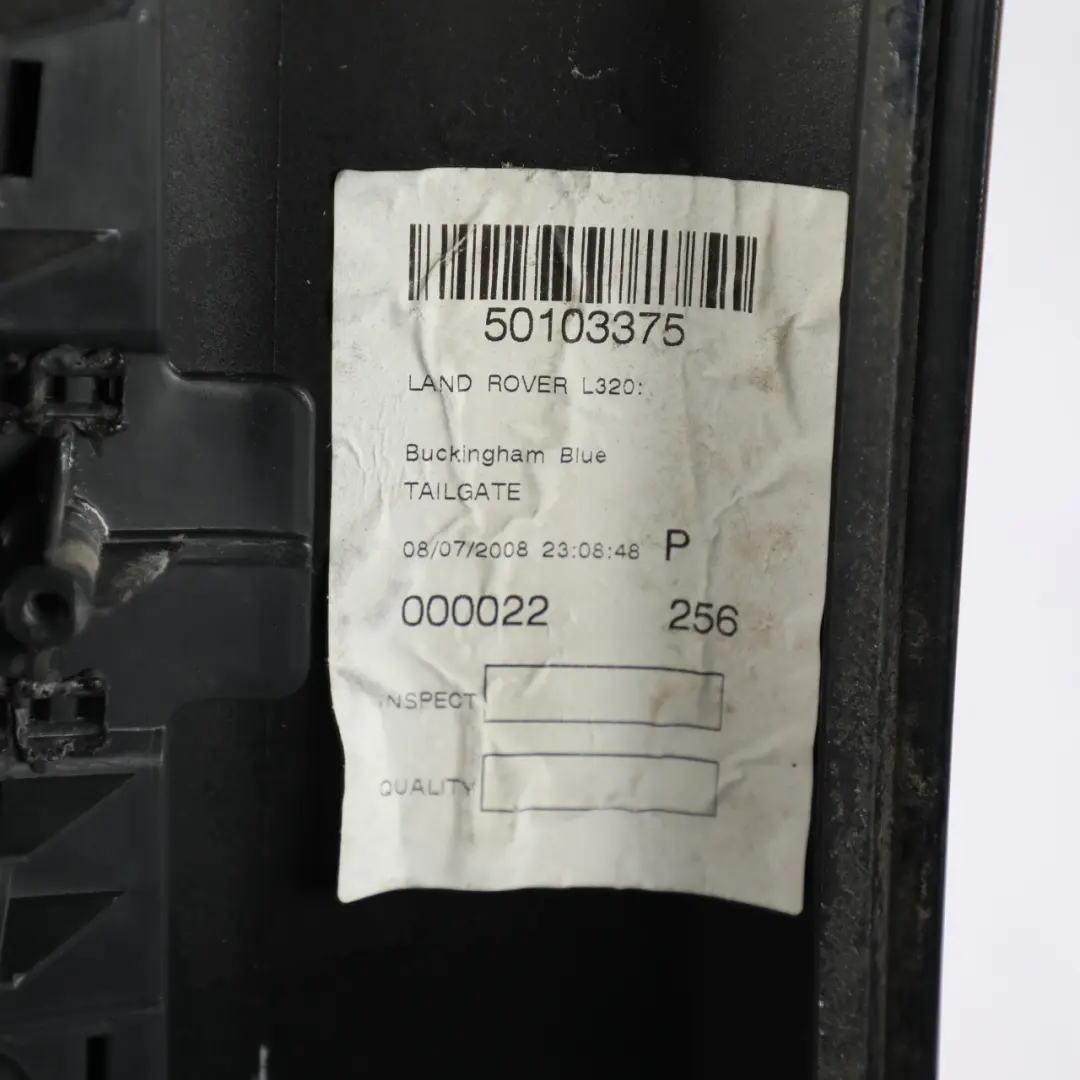 50103375
LAND ROVER L320:
Buckingham Blue
TAILGATE
08/07/2008 23:08:48 P
000022 256
INSPECT
QUALITY